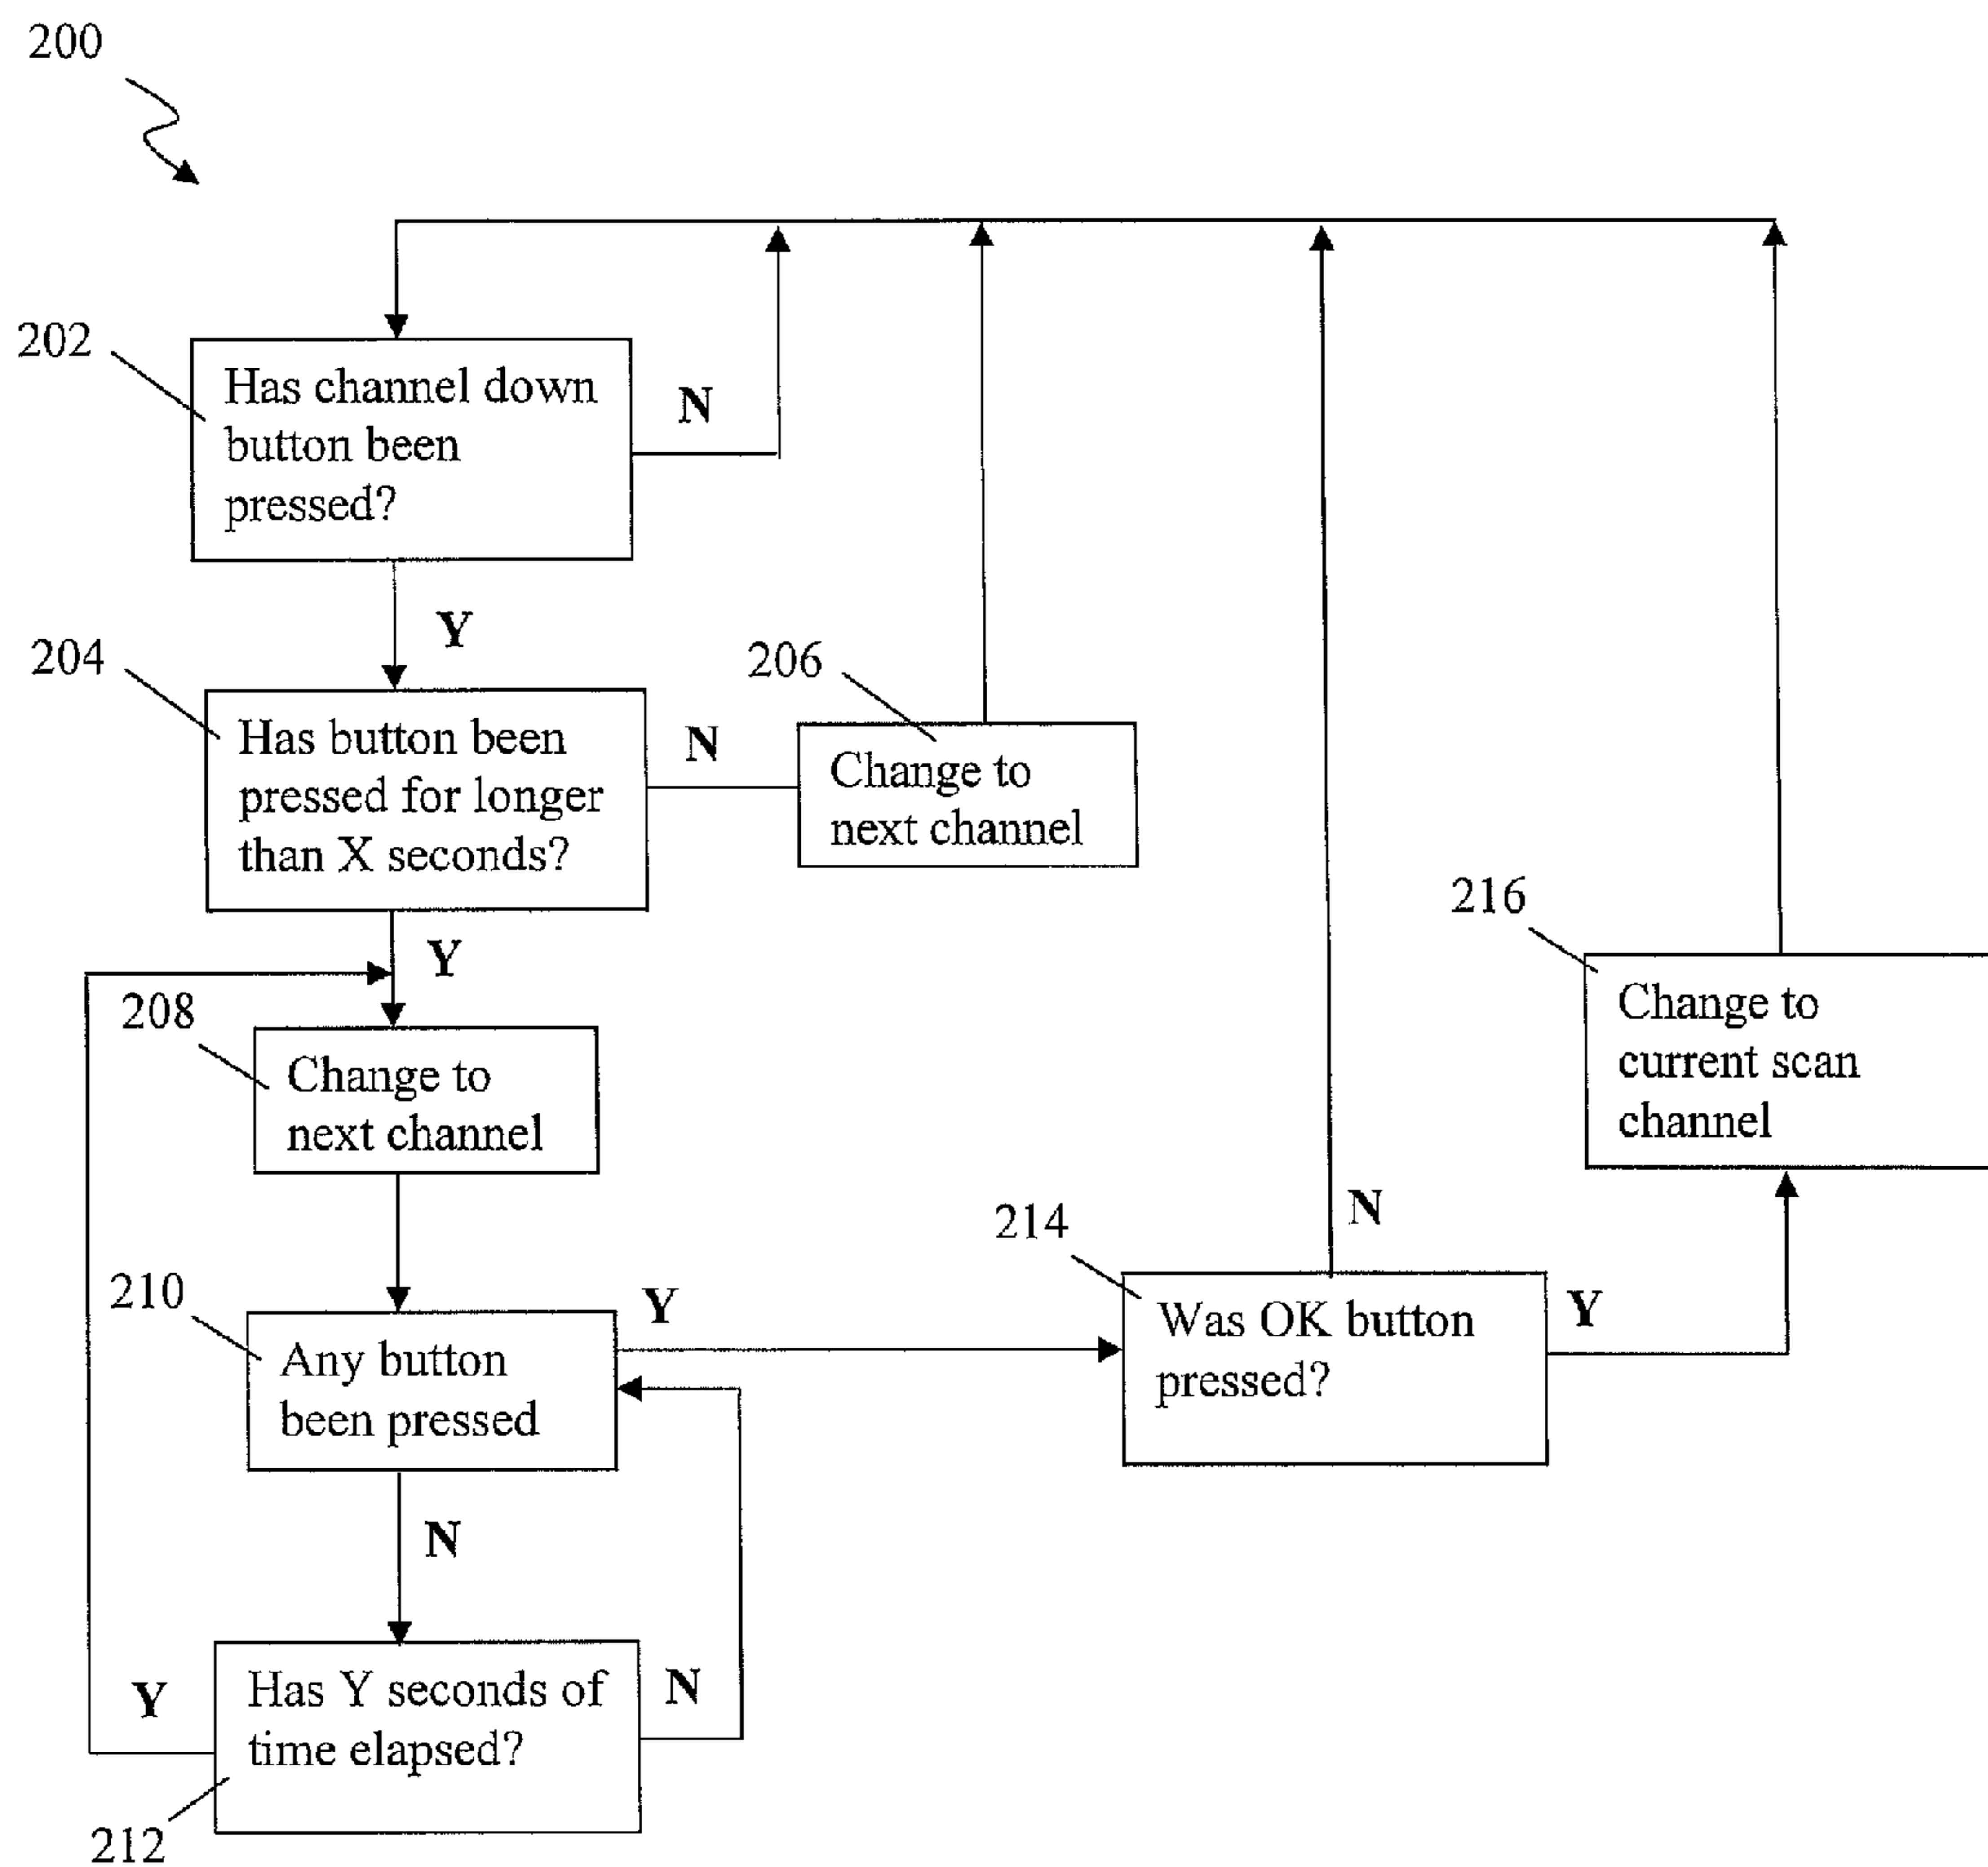 200
202
Has channel down
button been
pressed?
N
Y
204
Has button been
pressed for longer
than X seconds?
N
206
Change to
next channel
Y
208
Change to
next channel
216
Change to
current scan
channel
210
Any button
been pressed
Y
214
Was OK button
pressed?
N
Y
N
Has Y seconds of
time elapsed?
Y
N
212